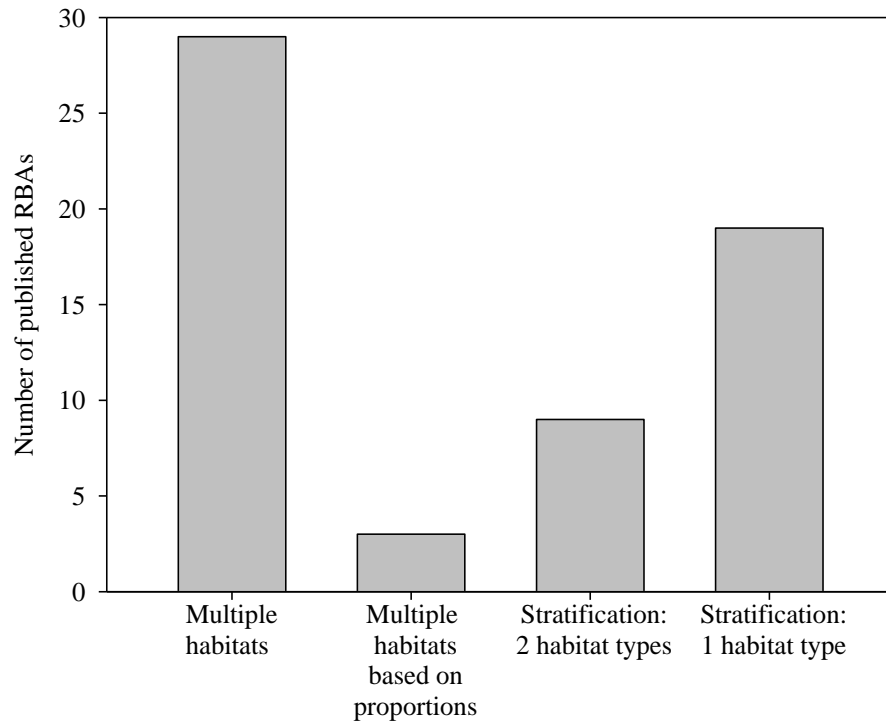 30
25
20
15
10
5
0
Number of published RBAs
Multiple
habitats
Multiple
habitats
based on
proportions
Stratification:
2 habitat types
Stratification:
1 habitat type